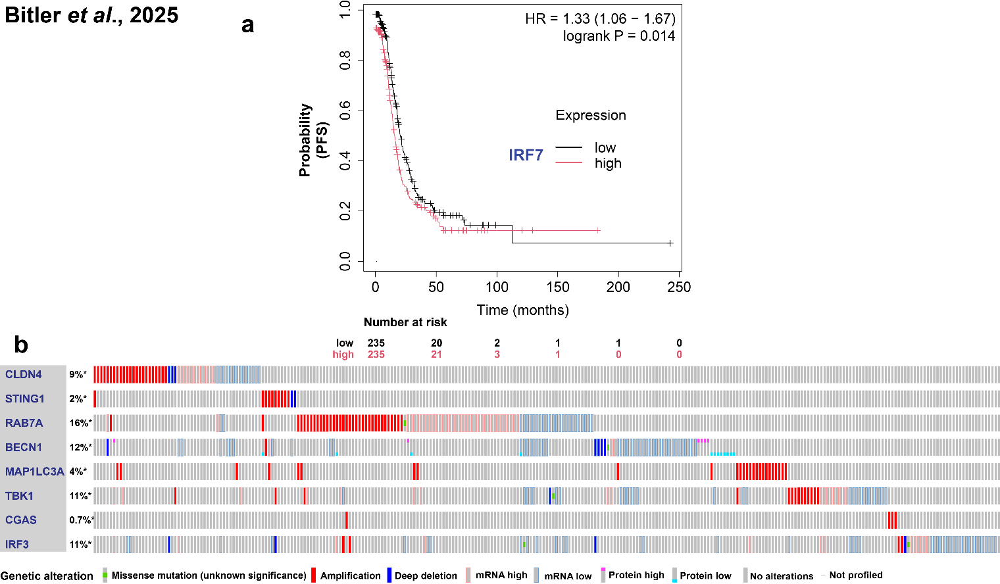 Bitler et al., 2025
a
HR = 1.33 (1.06 − 1.67)
logrank P = 0.014
Probability
(PFS)
1.0
0.8
0.6
0.4
0.2
0.0
Expression
IRF7
low
high
0 50 100 150 200 250
Time (months)
Number at risk
low 235 20 2 1 1 0
high 235 21 3 1 0 0
b
CLDN4 9%*
STING1 2%*
RAB7A 16%*
BECN1 12%*
MAP1LC3A 4%*
TBK1 11%*
CGAS 0.7%*
IRF3 11%*
Genetic alteration Missense mutation (unknown significance) Amplification Deep deletion mRNA high mRNA low Protein high Protein low No alterations Not profiled